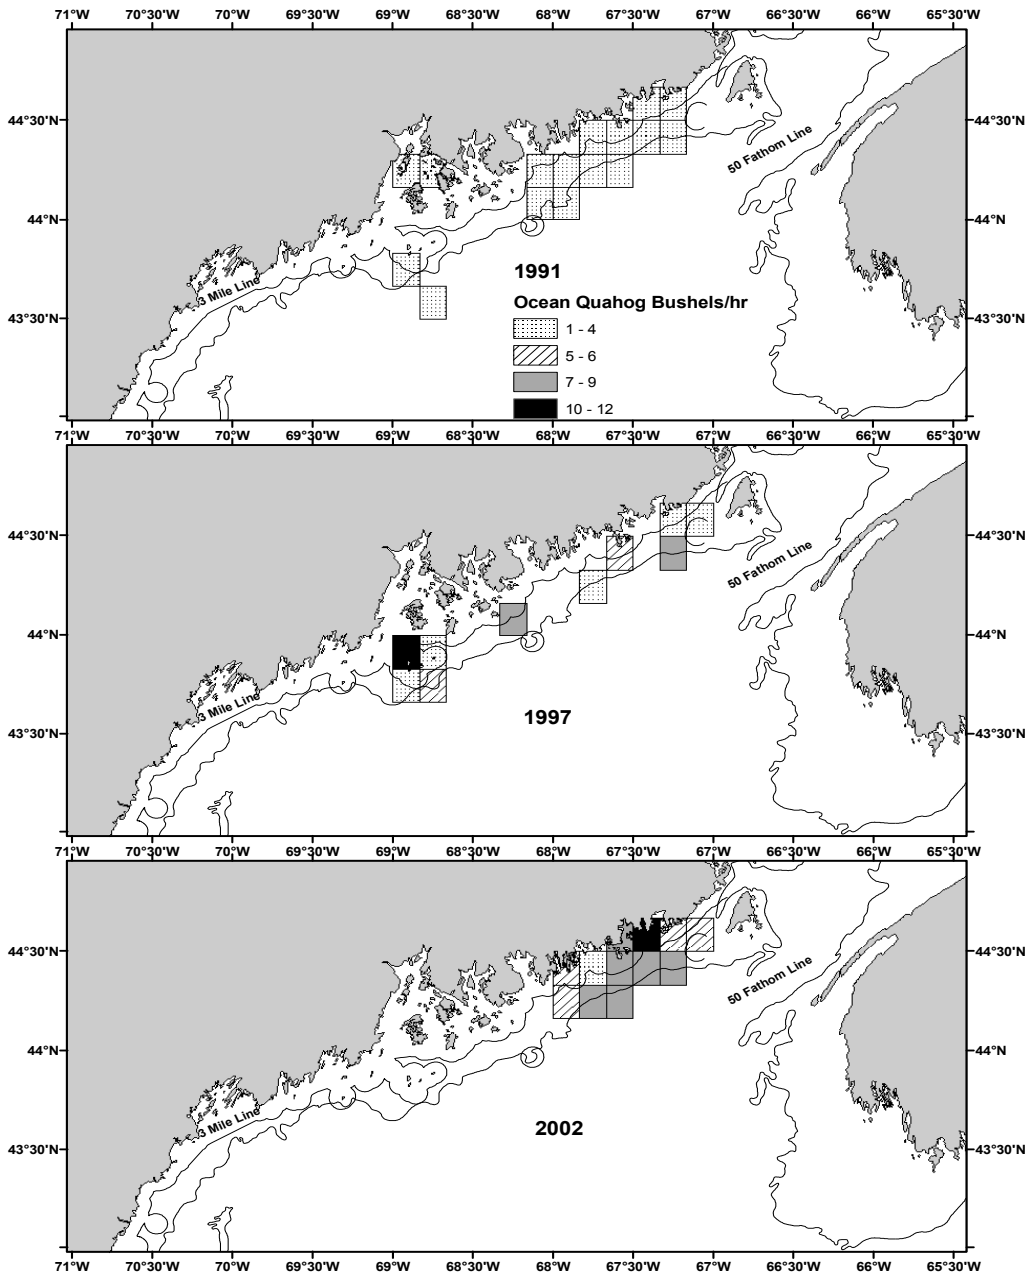 71°W 70°30'W 70°W 69°30'W 69°W 68°30'W 68°W 67°30'W 67°W 66°30'W 66°W 65°30'W
44°30'N 44°30'N
50 Fathom Line
44°N 44°N
1991
3 Mile Line
Ocean Quahog Bushels/hr
43°30'N 43°30'N
1 - 4
5 - 6
7 - 9
10 - 12
71°W 70°30'W 70°W 69°30'W 69°W 68°30'W 68°W 67°30'W 67°W 66°30'W 66°W 65°30'W
44°30'N 44°30'N
50 Fathom Line
44°N 44°N
3 Mile Line
1997
43°30'N 43°30'N
71°W 70°30'W 70°W 69°30'W 69°W 68°30'W 68°W 67°30'W 67°W 66°30'W 66°W 65°30'W
44°30'N 44°30'N
50 Fathom Line
44°N 44°N
3 Mile Line
2002
43°30'N 43°30'N
71°W 70°30'W 70°W 69°30'W 69°W 68°30'W 68°W 67°30'W 67°W 66°30'W 66°W 65°30'W